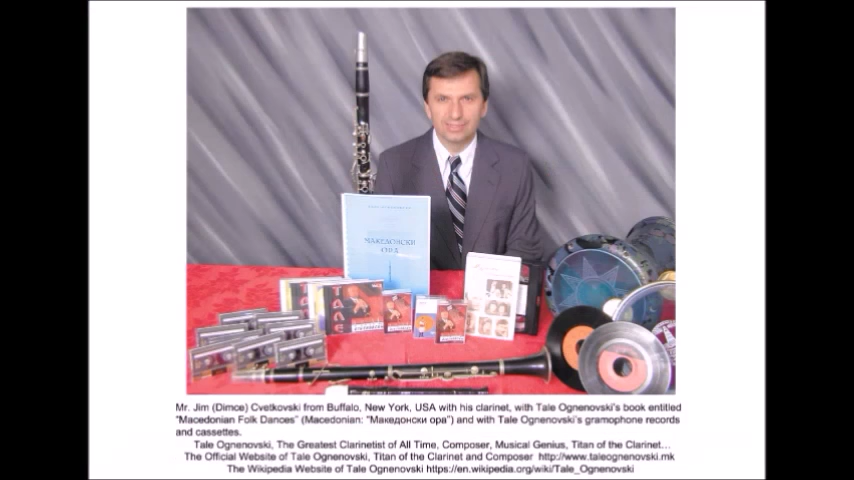 МАКЕДОНСКИ
ОРА
ТАЛЕ
Mr. Jim (Dimce) Cvetkovski from Buffalo, New York, USA with his clarinet, with Tale Ognenovski's book entitled
"Macedonian Folk Dances" (Macedonian: "Македонски ора") and with Tale Ognenovski's gramophone records
and cassettes.
Tale Ognenovski, The Greatest Clarinetist of All Time, Composer, Musical Genius, Titan of the Clarinet...
The Official Website of Tale Ognenovski, Titan of the Clarinet and Composer http://www.taleognenovski.mk
The Wikipedia Website of Tale Ognenovski https://en.wikipedia.org/wiki/Tale_Ognenovski